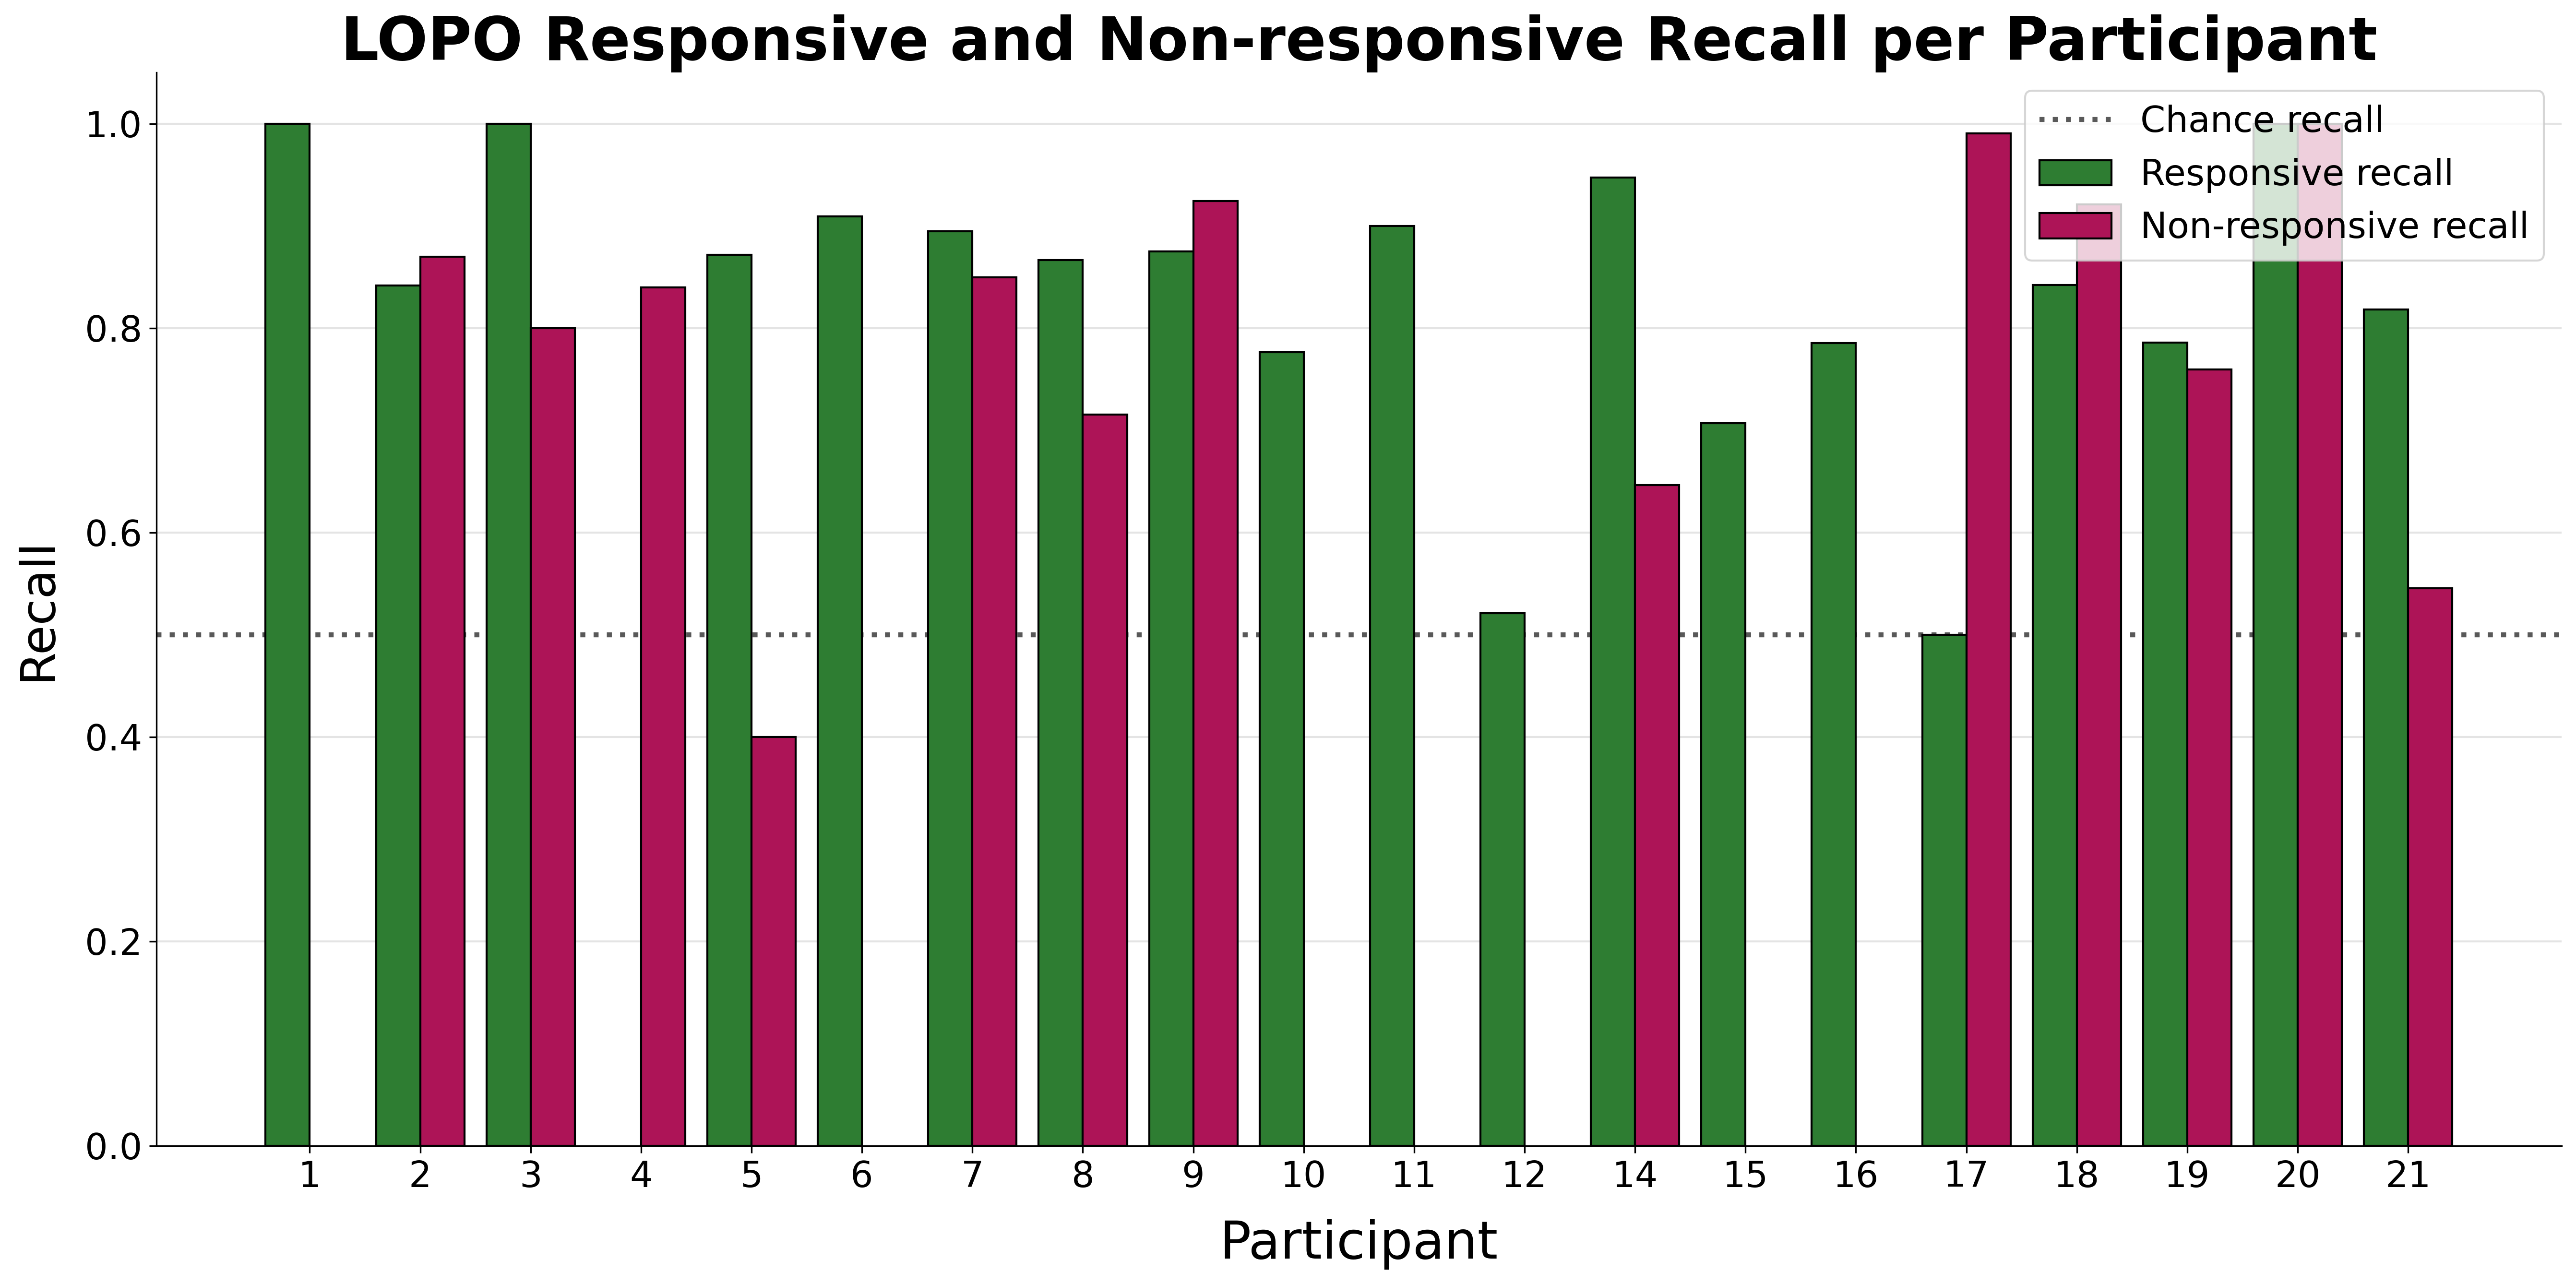 LOPO Responsive and Non-responsive Recall per Participant
Chance recall
Responsive recall
Non-responsive recall
1.0
0.8
0.6
0.4
0.2
0.0
Recall
1 2 3 4 5 6 7 8 9 10 11 12 14 15 16 17 18 19 20 21
Participant